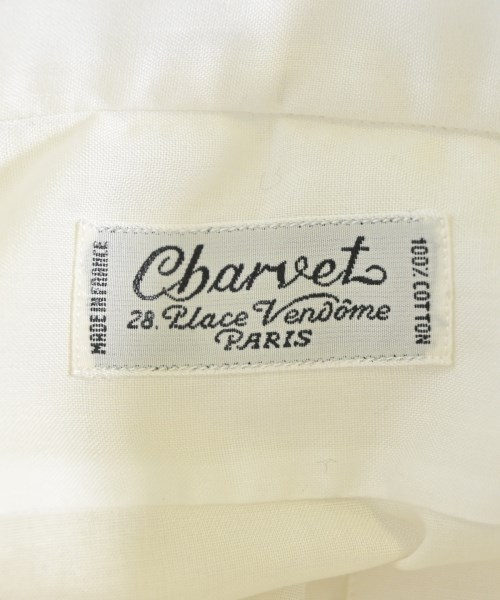 MADE IN FRANCE
Charvet
28. Place Vendôme
PARIS
100% COTTON